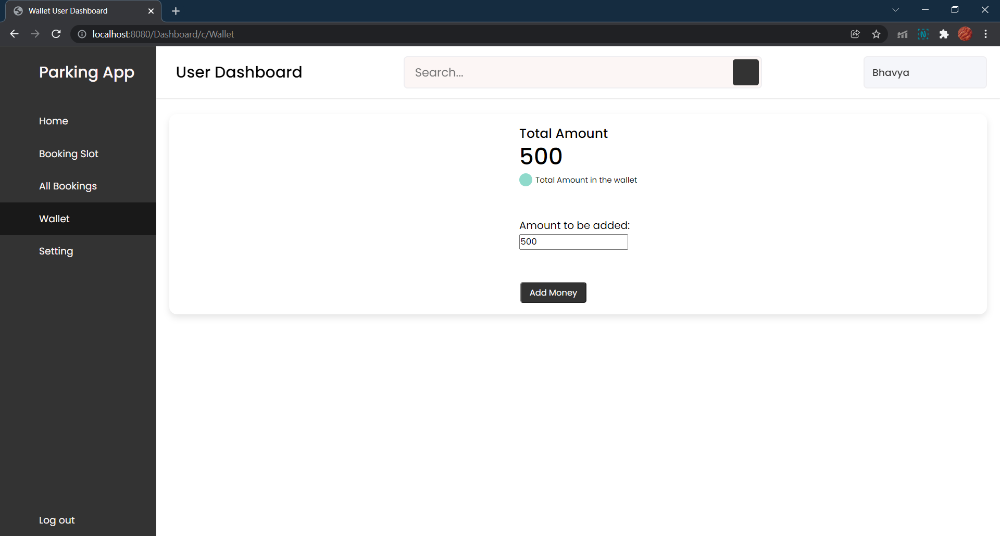 Wallet User Dashboard
localhost:8080/Dashboard/c/Wallet
Parking App
User Dashboard
Search...
Bhavya
Home
Booking Slot
All Bookings
Wallet
Setting
Log out
Total Amount
500
Total Amount in the wallet
Amount to be added:
500
Add Money